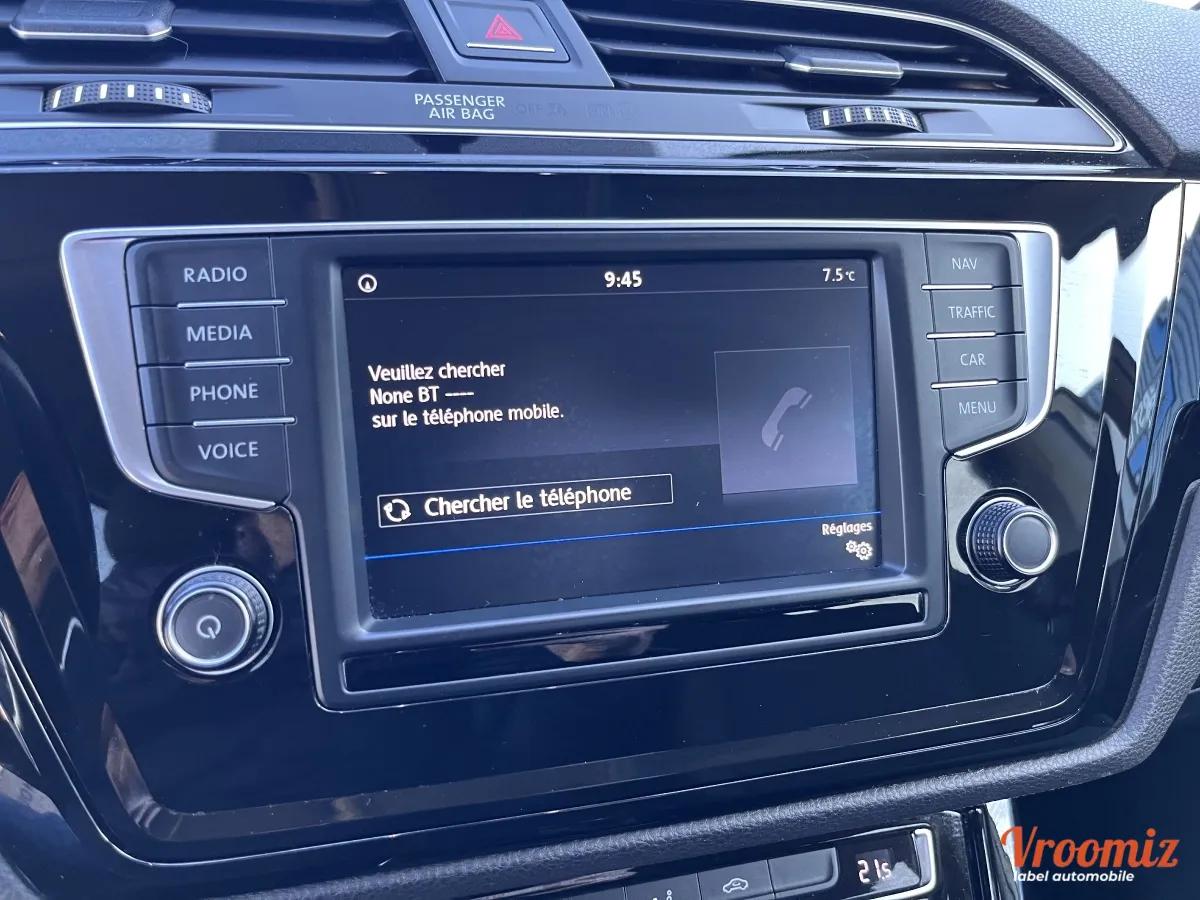 PASSENGER
AIR BAG
RADIO
MEDIA
PHONE
VOICE
9:45
7.5°C
Veuillez chercher
None BT ----
sur le téléphone mobile.
Chercher le téléphone
Réglages
NAV
TRAFFIC
CAR
MENU
21.5
Vroomiz
label automobile